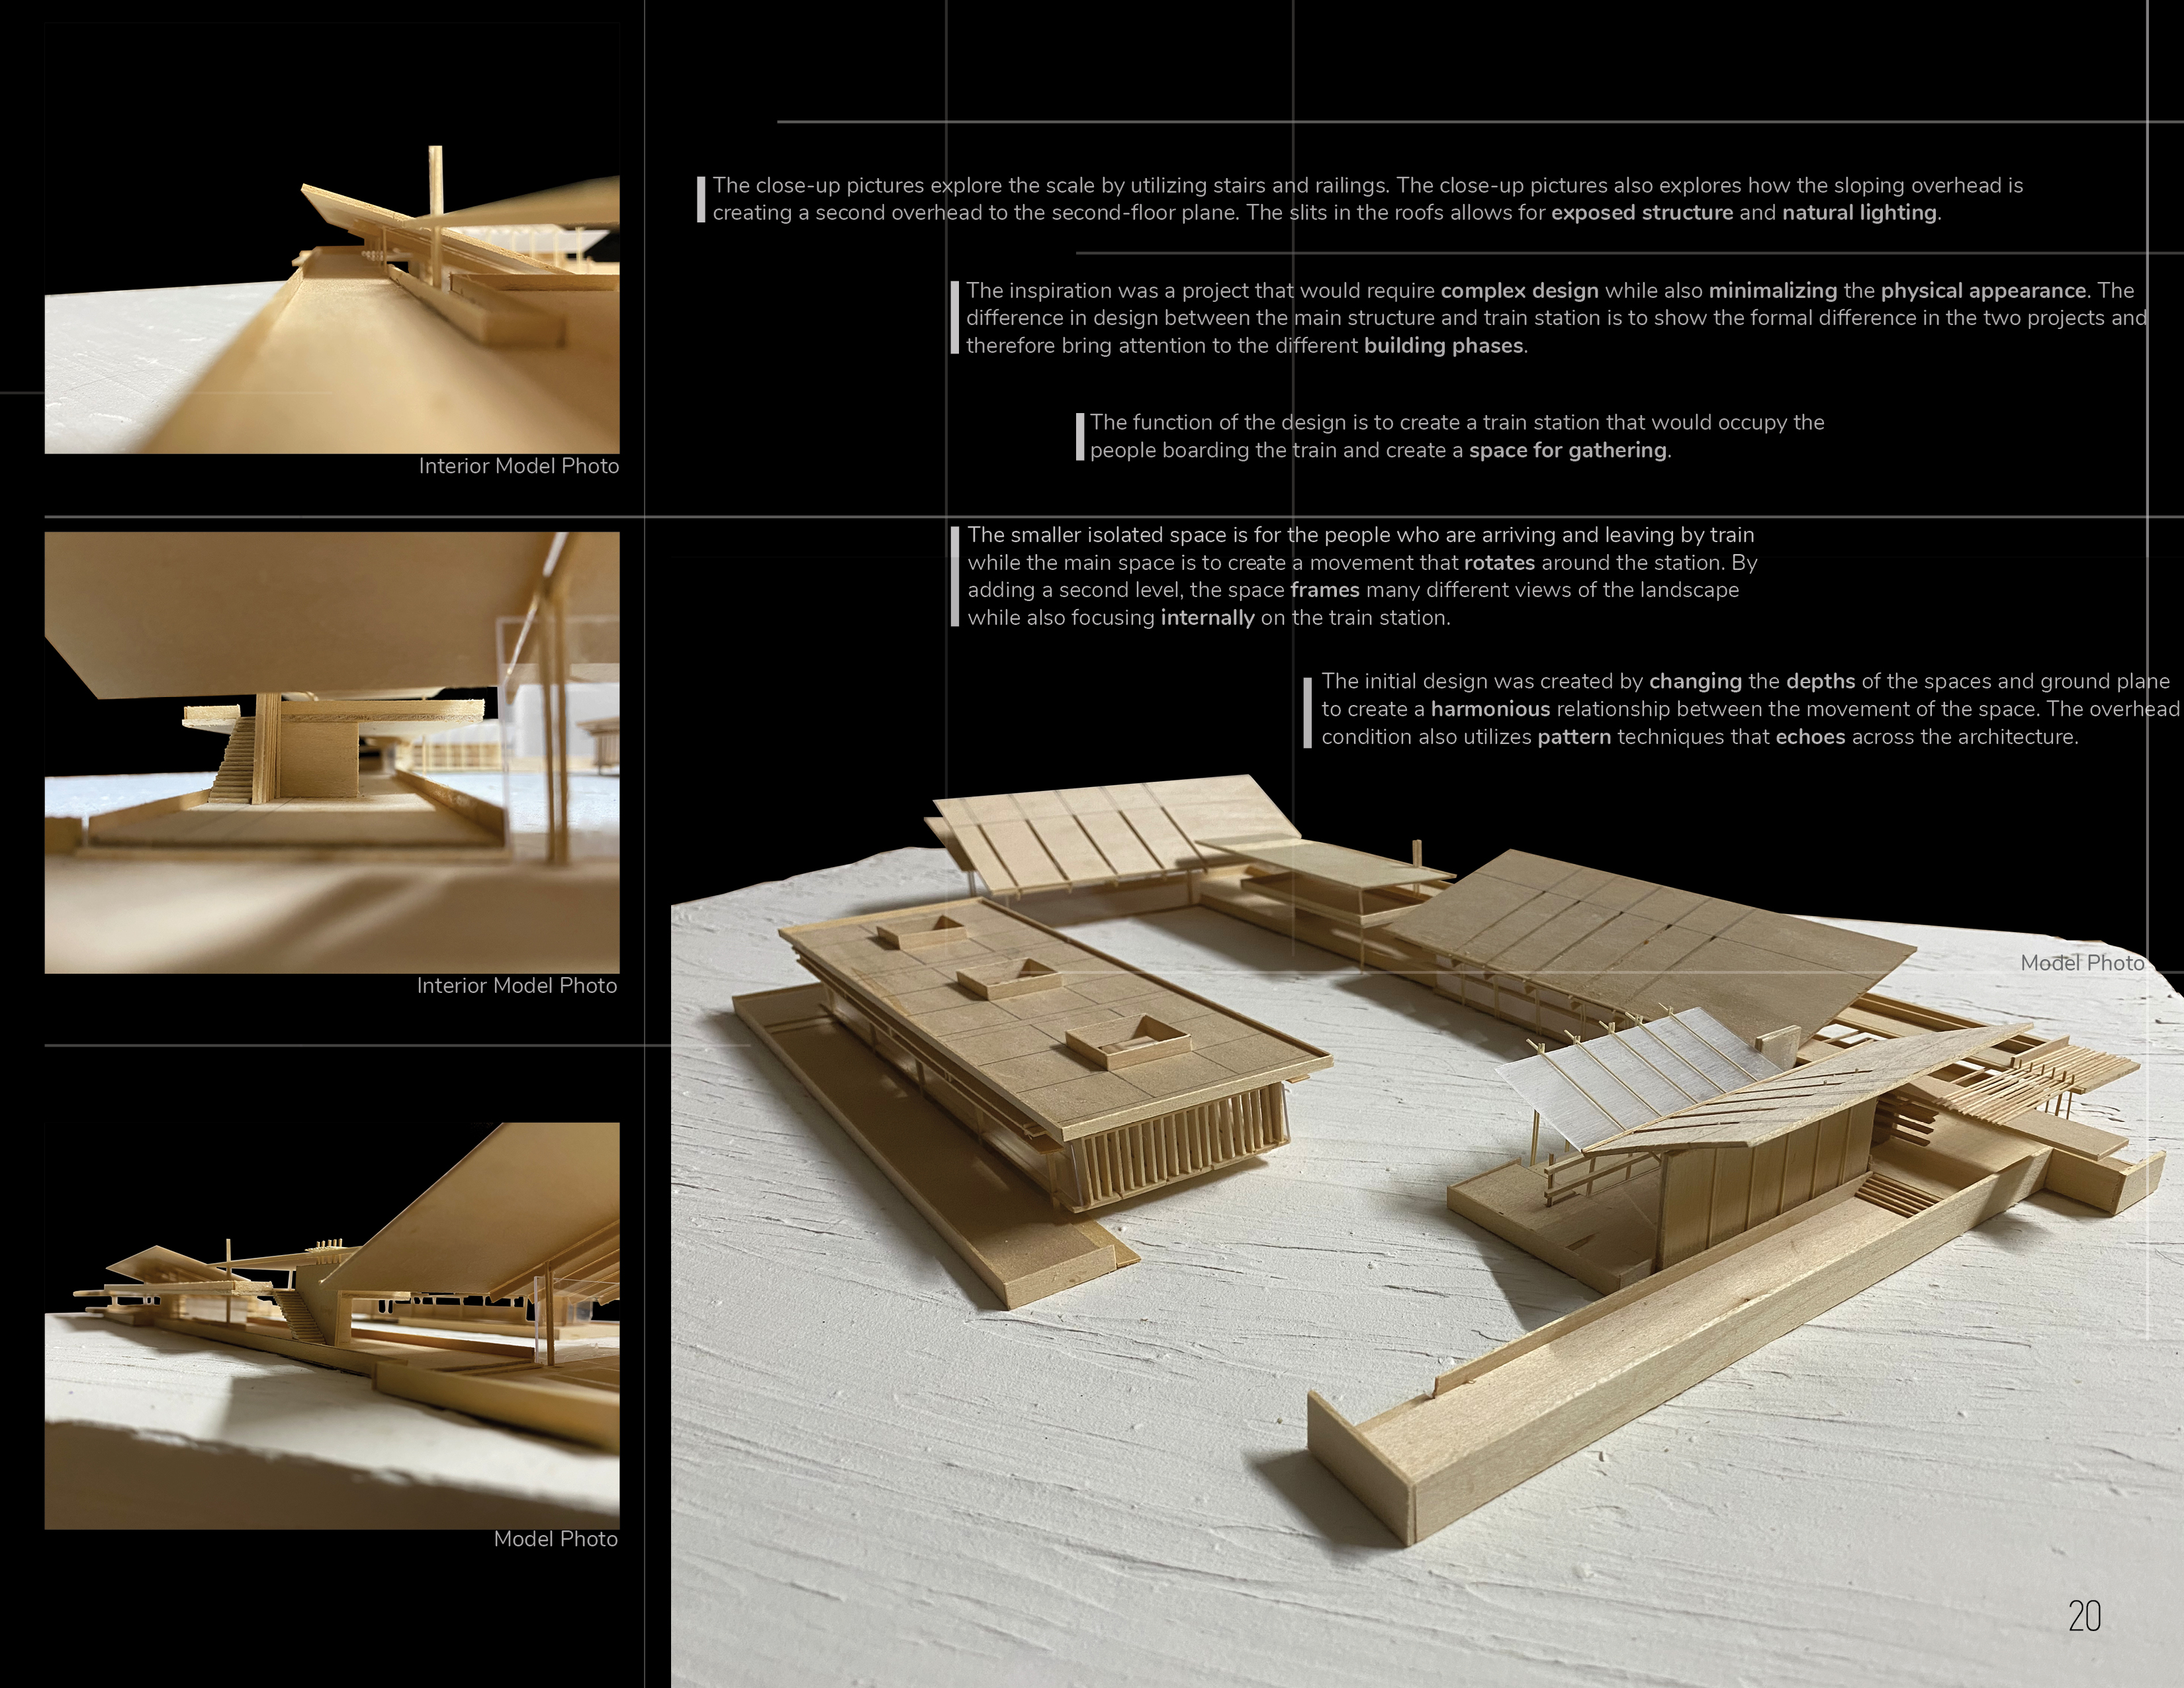 The close-up pictures explore the scale by utilizing stairs and railings. The close-up pictures also explores how the sloping overhead is
creating a second overhead to the second-floor plane. The slits in the roofs allows for exposed structure and natural lighting.
The inspiration was a project that would require complex design while also minimalizing the physical appearance. The
difference in design between the main structure and train station is to show the formal difference in the two projects and
therefore bring attention to the different building phases.
The function of the design is to create a train station that would occupy the
people boarding the train and create a space for gathering.
Interior Model Photo
The smaller isolated space is for the people who are arriving and leaving by train
while the main space is to create a movement that rotates around the station. By
adding a second level, the space frames many different views of the landscape
while also focusing internally on the train station.
The initial design was created by changing the depths of the spaces and ground plane
to create a harmonious relationship between the movement of the space. The overhead
condition also utilizes pattern techniques that echoes across the architecture.
Interior Model Photo
Model Photo
Model Photo
20